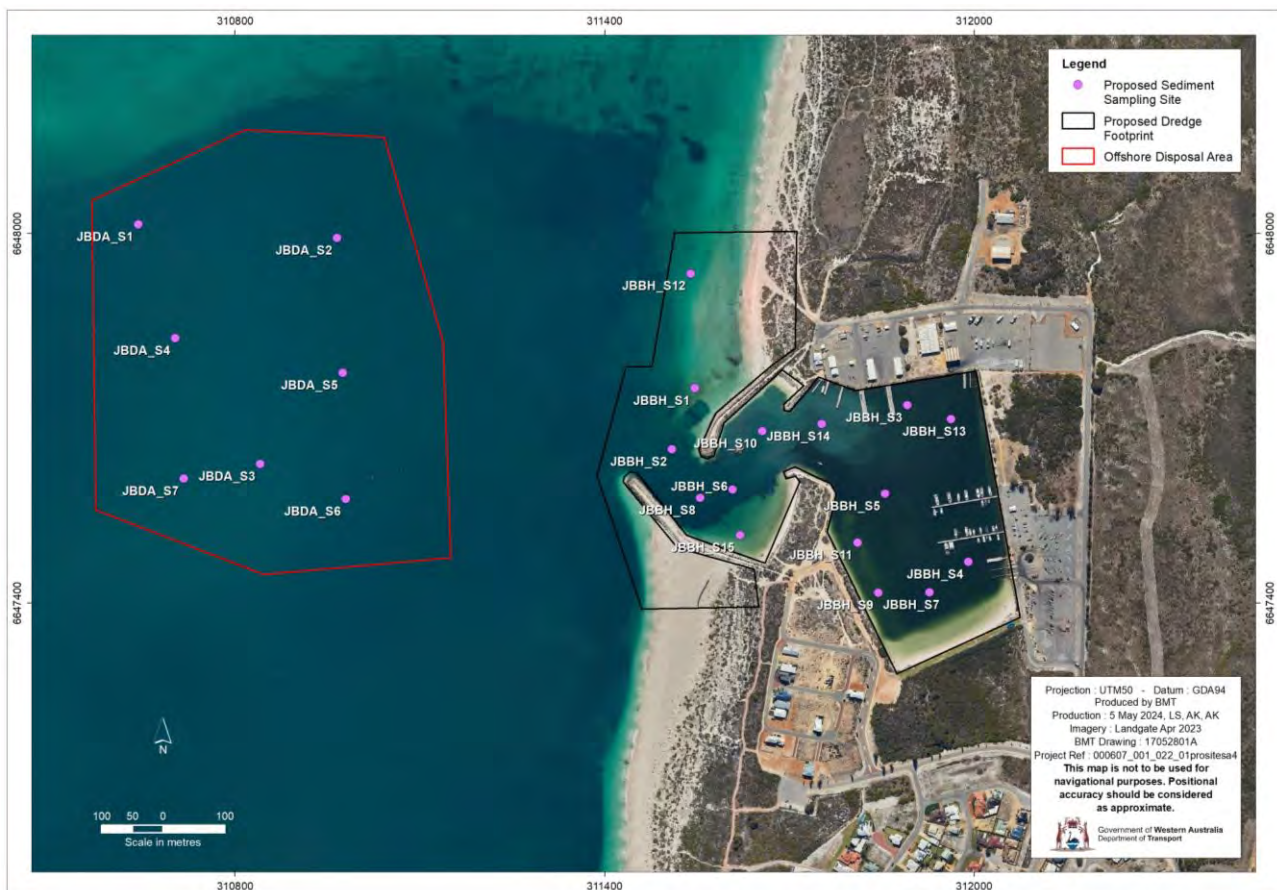 310800
311400
312000
Legend
Proposed Sediment
Sampling Site
Proposed Dredge
Footprint
Offshore Disposal Area
6648000
6648000
JBDA_S1
JBDA_S2
JBBH_S12
JBDA_S4
JBDA_S5
JBBH_S1
JBBH_S3
JBBH_S13
JBBH_S14
JBBH_S10
JBBH_S2
JBDA_S3
JBDA_S7
JBBH_S6
JBBH_S8
JBDA_S6
JBBH_S5
JBBH_S15
JBBH_S11
JBBH_S4
JBBH_S9
JBBH_S7
6647400
6647400
N
100 50 0 100
Scale in metres
Projection : UTM50 - Datum : GDA94
Produced by BMT
Production : 5 May 2024, LS, AK, AK
Imagery : Landgate Apr 2023
BMT Drawing : 17052801A
Project Ref : 000607_001_022_01prositesa4
This map is not to be used for
navigational purposes. Positional
accuracy should be considered
as approximate.
Government of Western Australia
Department of Transport
310800
311400
312000